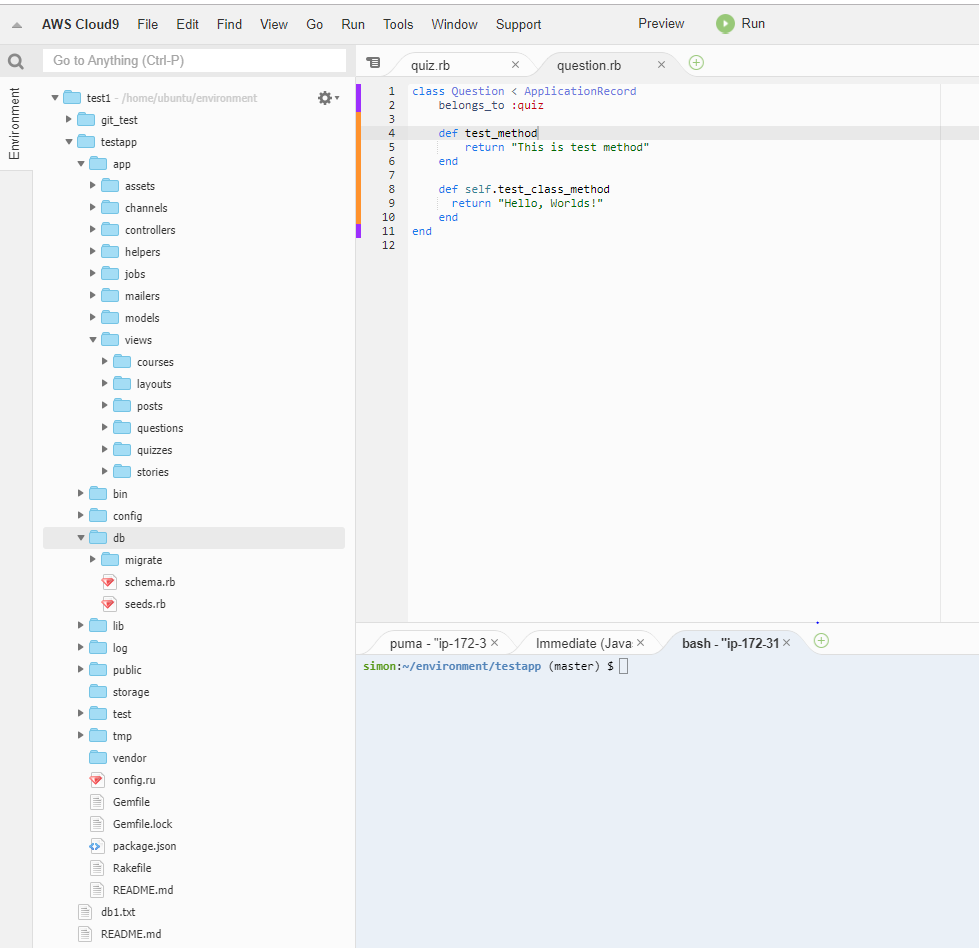 AWS Cloud9 File Edit Find View Go Run Tools Window Support Preview Run
Go to Anything (Ctrl-P)
Environment
test1 - /home/ubuntu/environment
git_test
testapp
app
assets
channels
controllers
helpers
jobs
mailers
models
views
courses
layouts
posts
questions
quizzes
stories
bin
config
db
migrate
schema.rb
seeds.rb
lib
log
public
storage
test
tmp
vendor
config.ru
Gemfile
Gemfile.lock
package.json
Rakefile
README.md
db1.txt
README.md
quiz.rb question.rb
1 class Question < ApplicationRecord
2 belongs_to :quiz
3
4 def test_method
5 return "This is test method"
6 end
7
8 def self.test_class_method
9 return "Hello, Worlds!"
10 end
11 end
12
puma - "ip-172-3 Immediate (Java bash - "ip-172-31
simon:~/environment/testapp (master) $